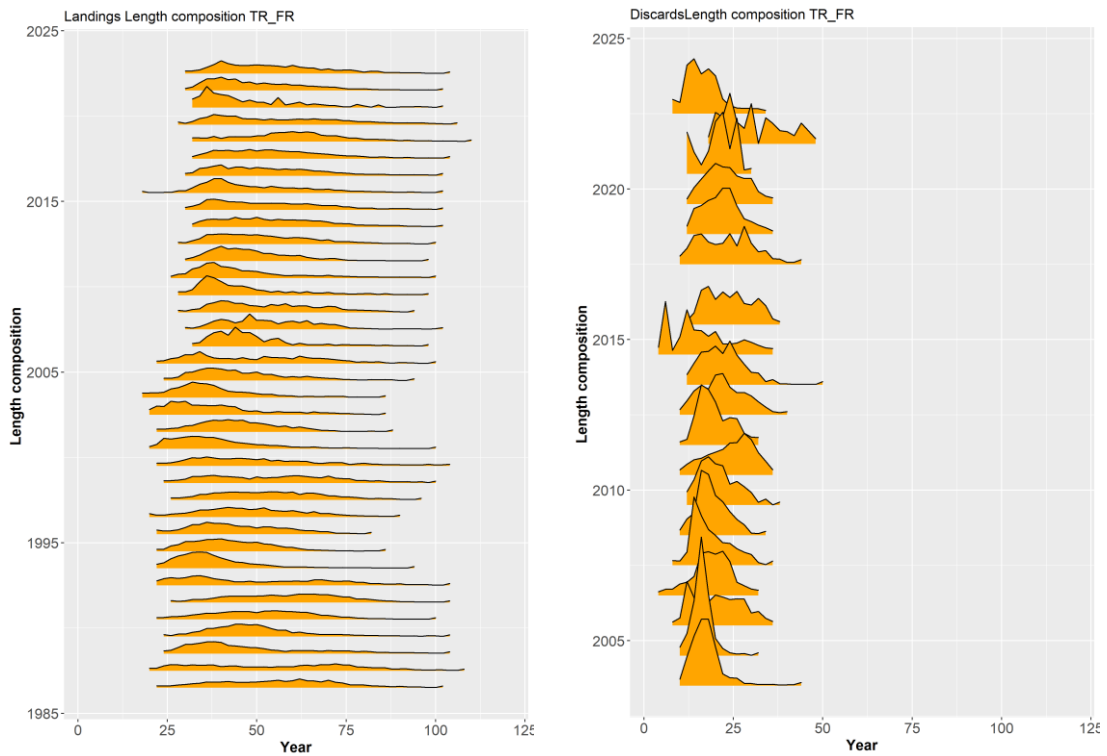 Landings Length composition TR_FR
2025
2015
2005
1995
1985
Length composition
0 25 50 75 100 125
Year
DiscardsLength composition TR_FR
2025
2020
2015
2010
2005
Length composition
0 25 50 75 100 125
Year